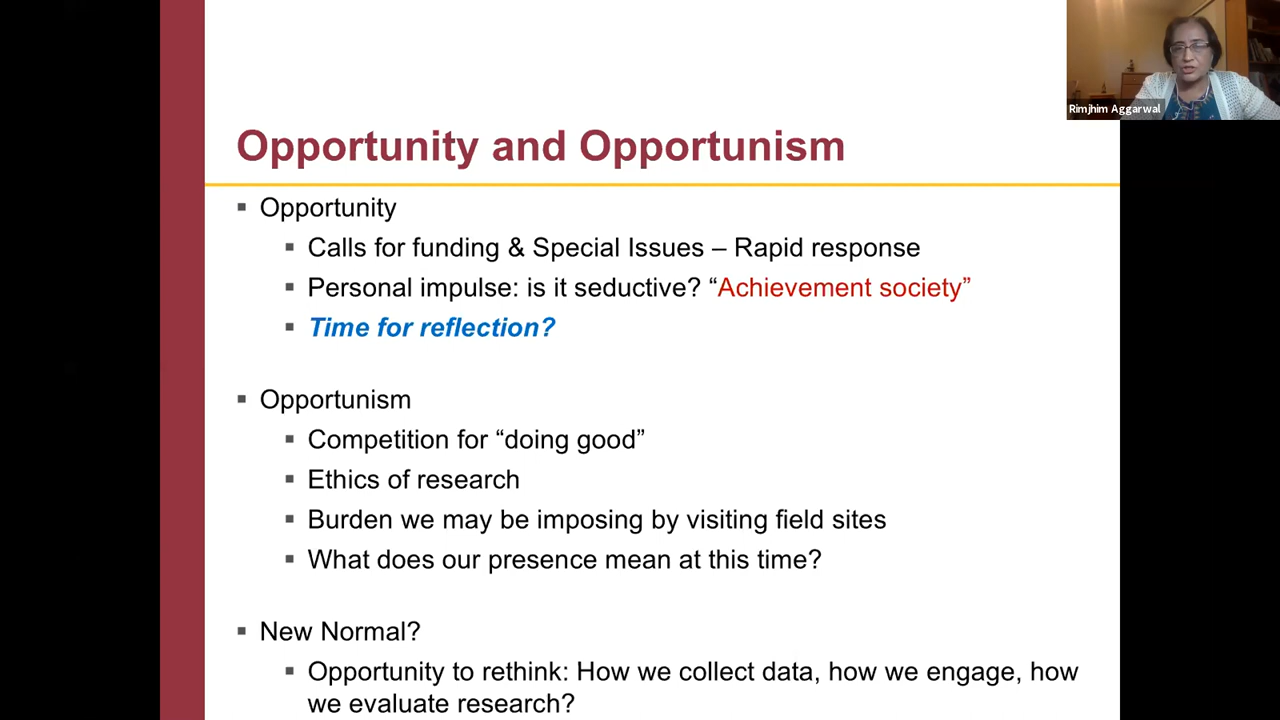 Rimjhim Aggarwal
Opportunity and Opportunism
▪ Opportunity
▪ Calls for funding & Special Issues – Rapid response
▪ Personal impulse: is it seductive? “Achievement society”
▪ Time for reflection?
▪ Opportunism
▪ Competition for “doing good”
▪ Ethics of research
▪ Burden we may be imposing by visiting field sites
▪ What does our presence mean at this time?
▪ New Normal?
▪ Opportunity to rethink: How we collect data, how we engage, how
we evaluate research?